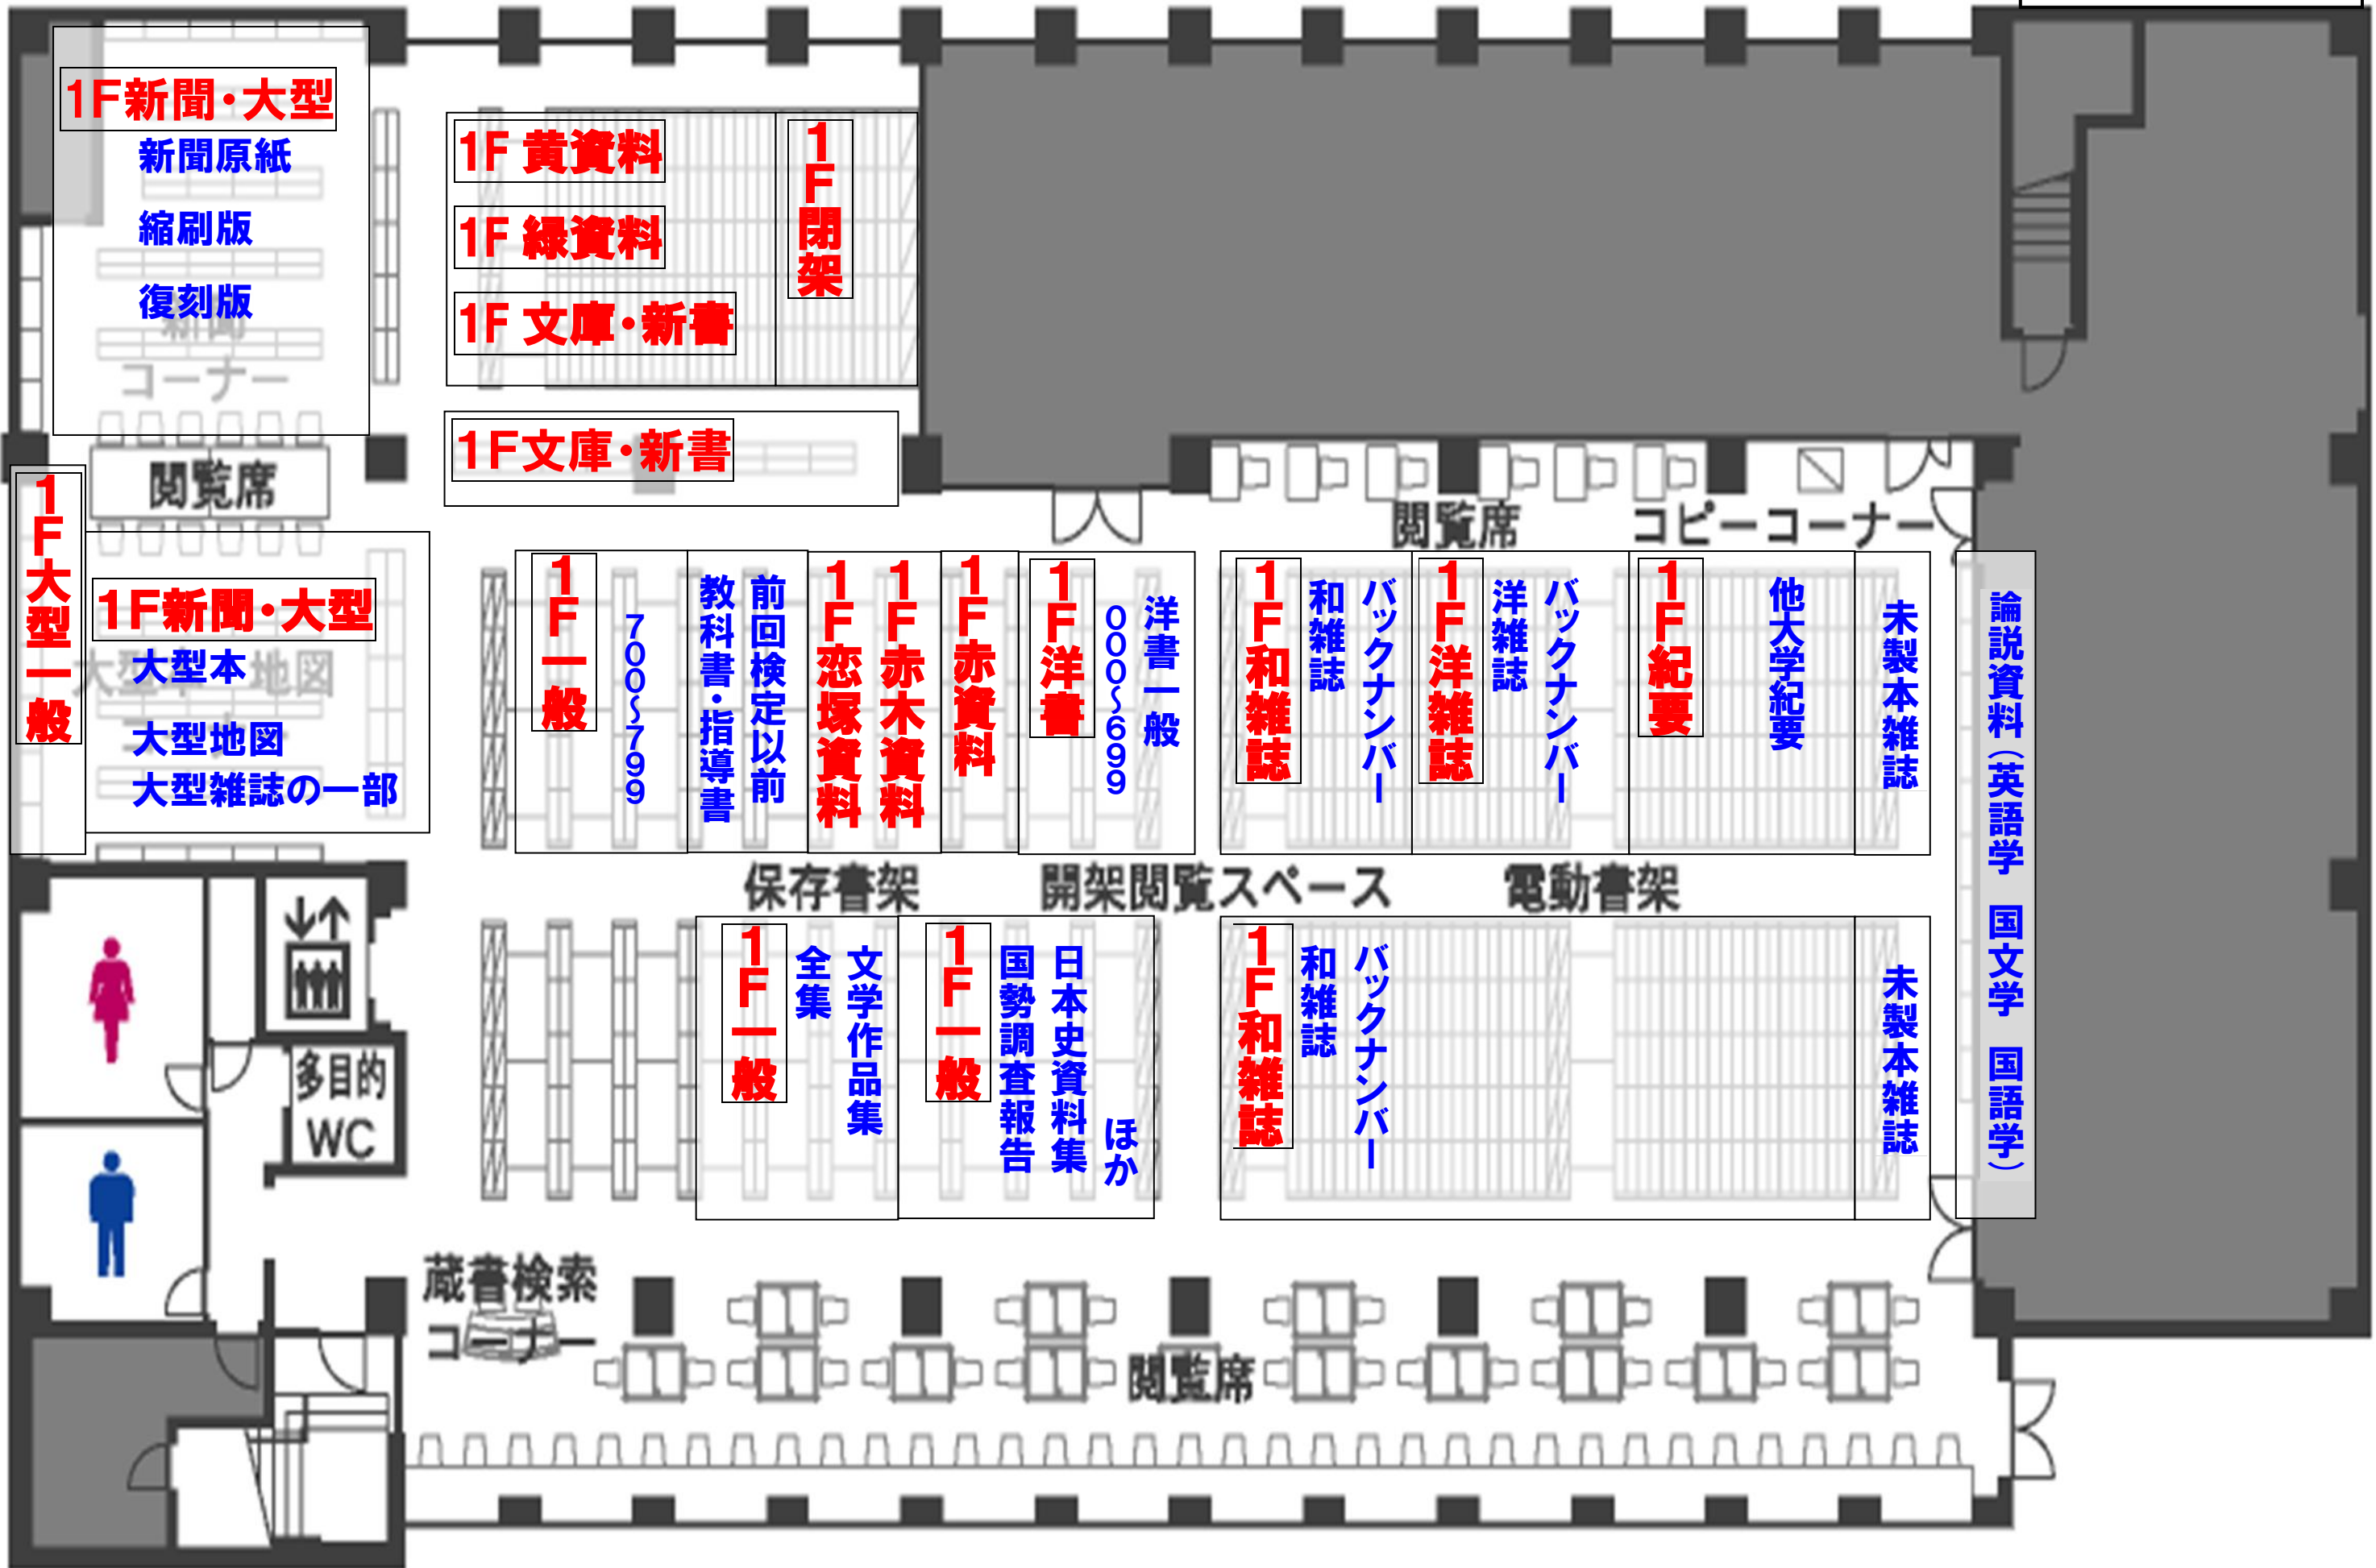 1F新聞・大型
新聞原紙
縮刷版
復刻版
新聞
コーナー
閲覧席
1F大型一般
1F新聞・大型
大型本
大型地図
大型雑誌の一部
大型本 地図
1F 黄資料
1F 緑資料
1F 文庫・新書
1F閉架
1F文庫・新書
閲覧席
コピーコーナー
1F一般
700~799
前回検定以前
教科書・指導書
1F恋塚資料
1F赤木資料
1F赤資料
1F洋書
洋書一般
000~699
1F和雑誌
和雑誌
バックナンバー
1F洋雑誌
洋雑誌
バックナンバー
1F紀要
他大学紀要
未製本雑誌
論説資料(英語学 国文学 国語学)
保存書架
開架閲覧スペース
電動書架
1F一般
文学作品集
全集
1F一般
国勢調査報告
日本史資料集
ほか
1F和雑誌
和雑誌
バックナンバー
未製本雑誌
多目的
WC
蔵書検索
コーナー
閲覧席